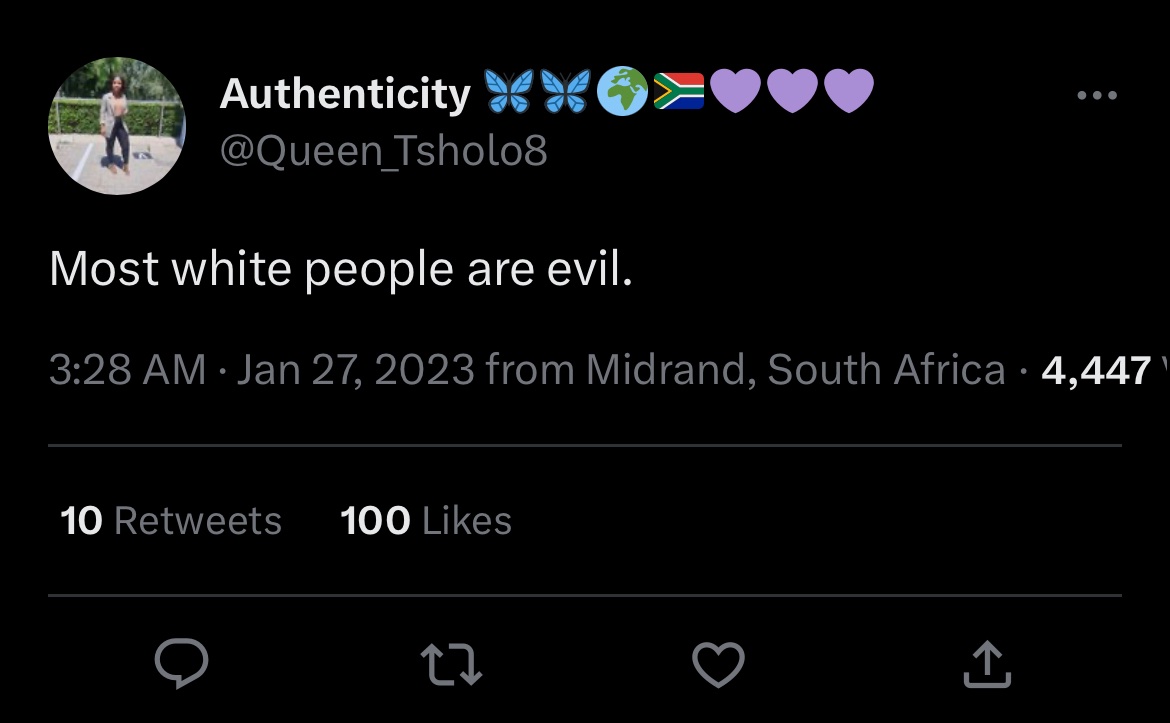 Authenticity 🦋🦋🌍🇿🇦💜💜💜
@Queen_Tsholo8
Most white people are evil.
3:28 AM · Jan 27, 2023 from Midrand, South Africa · 4,447
10 Retweets 100 Likes